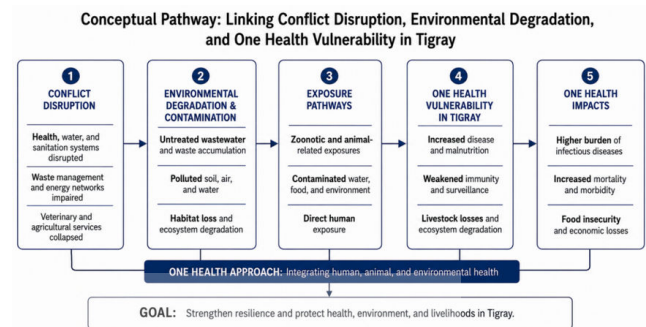 Conceptual Pathway: Linking Conflict Disruption, Environmental Degradation,
and One Health Vulnerability in Tigray
1
CONFLICT
DISRUPTION
Health, water, and
sanitation systems
disrupted
Waste management
and energy networks
impaired
Veterinary and
agricultural services
collapsed
2
ENVIRONMENTAL
DEGRADATION &
CONTAMINATION
Untreated wastewater
and waste accumulation
Polluted soil, air,
and water
Habitat loss and
ecosystem degradation
3
EXPOSURE
PATHWAYS
Zoonotic and animal-
related exposures
Contaminated water,
food, and environment
Direct human
exposure
4
ONE HEALTH
VULNERABILITY
IN TIGRAY
Increased disease
and malnutrition
Weakened immunity
and surveillance
Livestock losses and
ecosystem degradation
5
ONE HEALTH
IMPACTS
Higher burden of
infectious diseases
Increased mortality
and morbidity
Food insecurity
and economic losses
ONE HEALTH APPROACH: Integrating human, animal, and environmental health
GOAL: Strengthen resilience and protect health, environment, and livelihoods in Tigray.